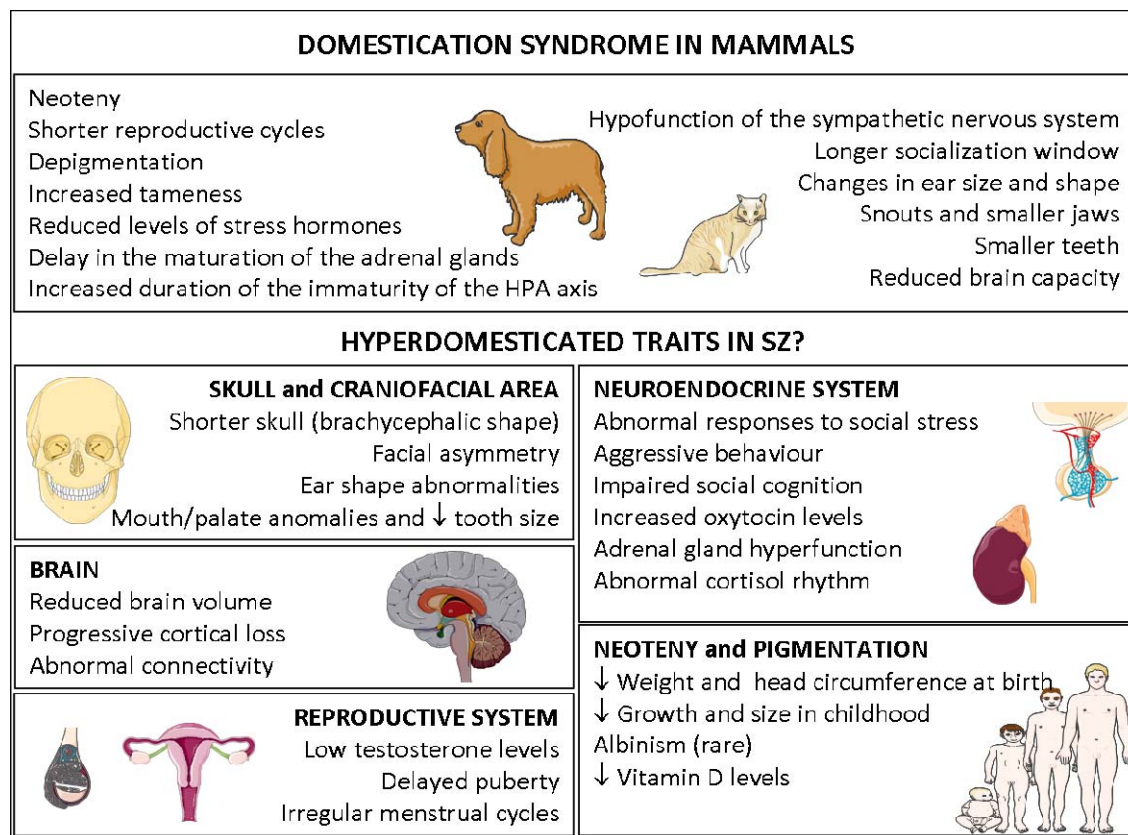 DOMESTICATION SYNDROME IN MAMMALS
Neoteny
Shorter reproductive cycles
Depigmentation
Increased tameness
Reduced levels of stress hormones
Delay in the maturation of the adrenal glands
Increased duration of the immaturity of the HPA axis
Hypofunction of the sympathetic nervous system
Longer socialization window
Changes in ear size and shape
Snouts and smaller jaws
Smaller teeth
Reduced brain capacity
HYPERDOMESTICATED TRAITS IN SZ?
SKULL and CRANIOFACIAL AREA
Shorter skull (brachycephalic shape)
Facial asymmetry
Ear shape abnormalities
Mouth/palate anomalies and ↓ tooth size
BRAIN
Reduced brain volume
Progressive cortical loss
Abnormal connectivity
REPRODUCTIVE SYSTEM
Low testosterone levels
Delayed puberty
Irregular menstrual cycles
NEUROENDOCRINE SYSTEM
Abnormal responses to social stress
Aggressive behaviour
Impaired social cognition
Increased oxytocin levels
Adrenal gland hyperfunction
Abnormal cortisol rhythm
NEOTENY and PIGMENTATION
↓ Weight and head circumference at birth
↓ Growth and size in childhood
Albinism (rare)
↓ Vitamin D levels